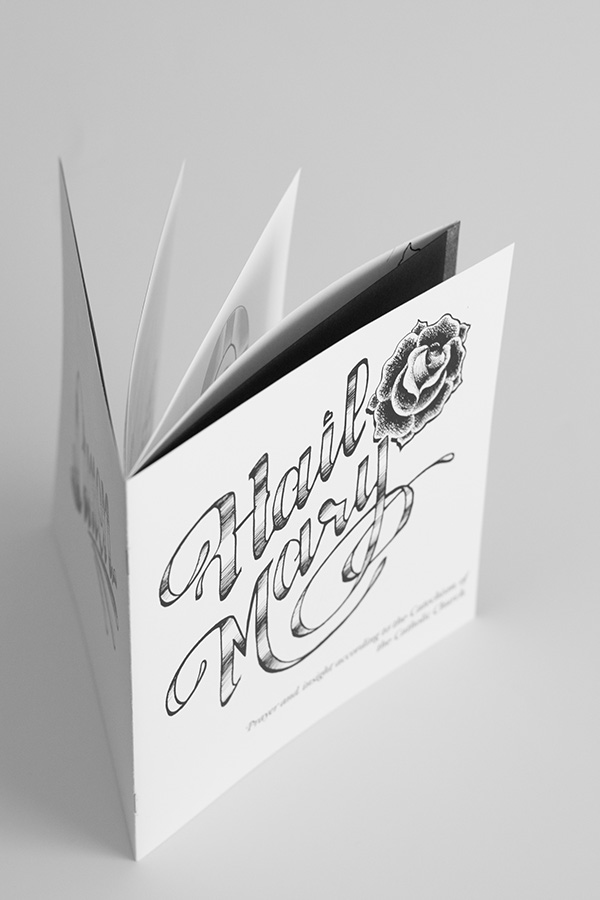 Hail
Mary
Prayer and insight according to the Catechism of
the Catholic Church